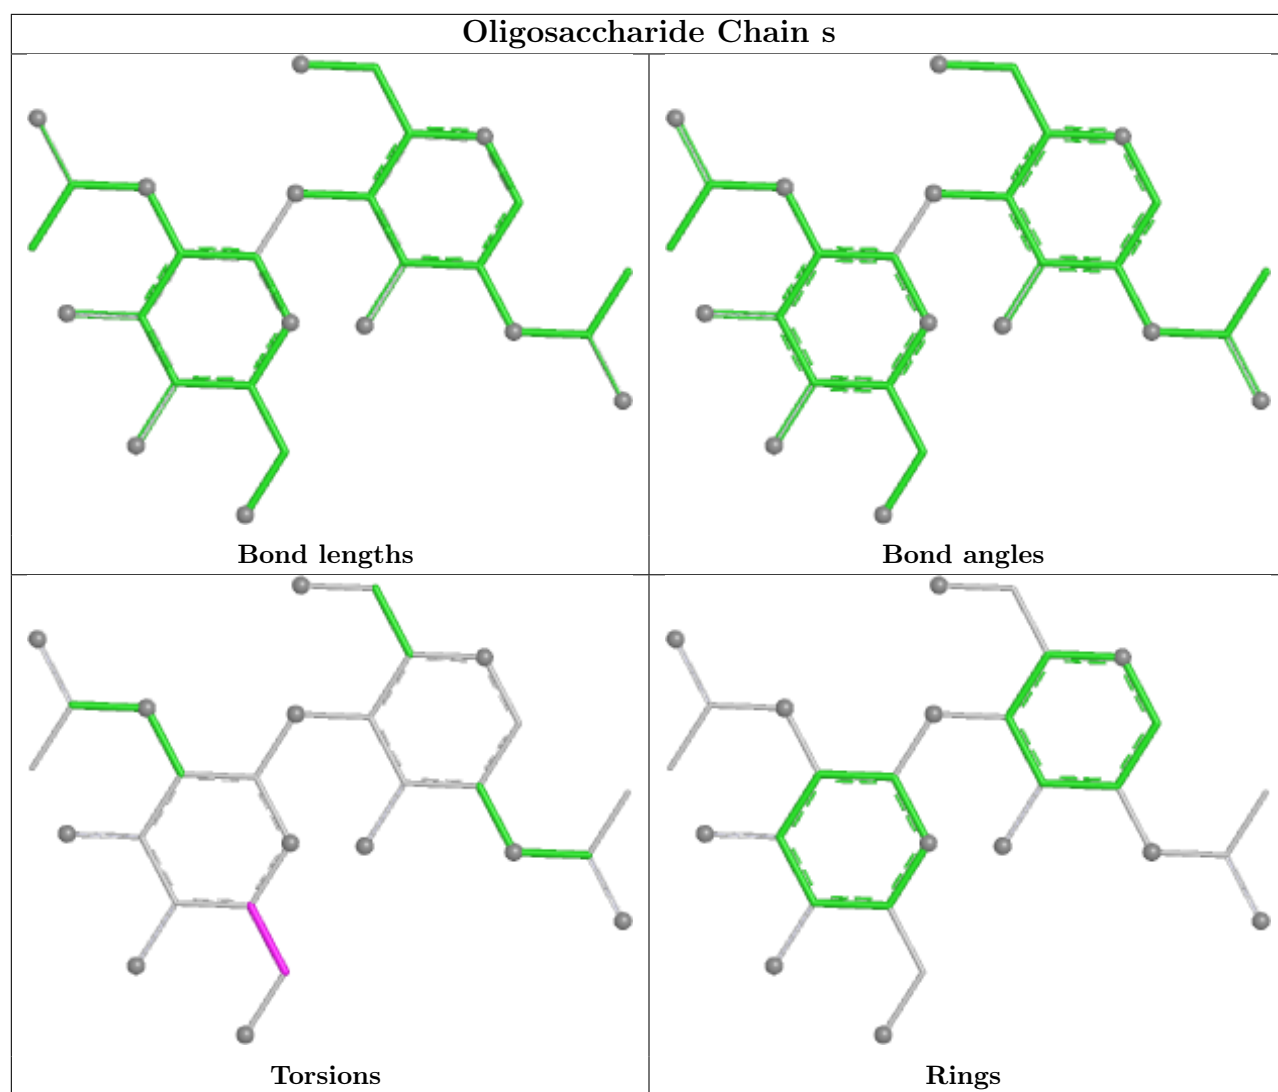 Oligosaccharide Chain s
Bond lengths
Bond angles
Torsions
Rings